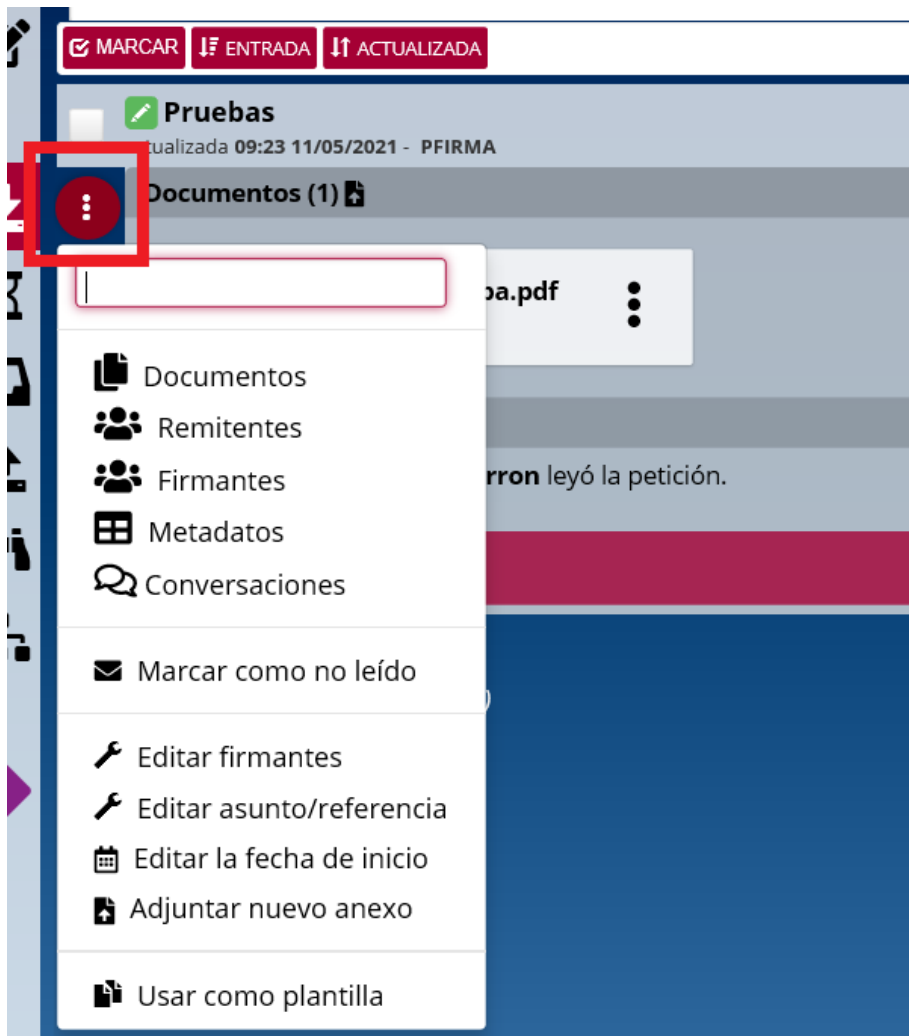 MARCAR ENTRADA ACTUALIZADA
Pruebas
tualizada 09:23 11/05/2021 - PFIRMA
Documentos (1)
ba.pdf
Documentos
Remitentes
Firmantes
rron leyó la petición.
Metadatos
Conversaciones
Marcar como no leído
)
Editar firmantes
Editar asunto/referencia
Editar la fecha de inicio
Adjuntar nuevo anexo
Usar como plantilla